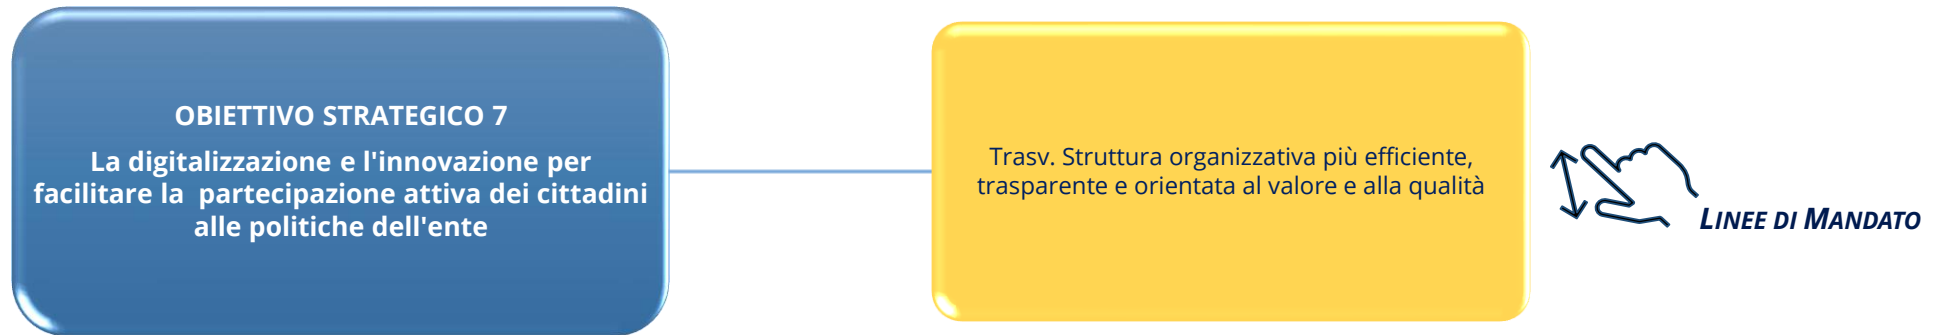 OBIETTIVO STRATEGICO 7
La digitalizzazione e l'innovazione per
facilitare la  partecipazione attiva dei cittadini
alle politiche dell'ente
Trasv. Struttura organizzativa più efficiente,
trasparente e orientata al valore e alla qualità
LINEE DI MANDATO